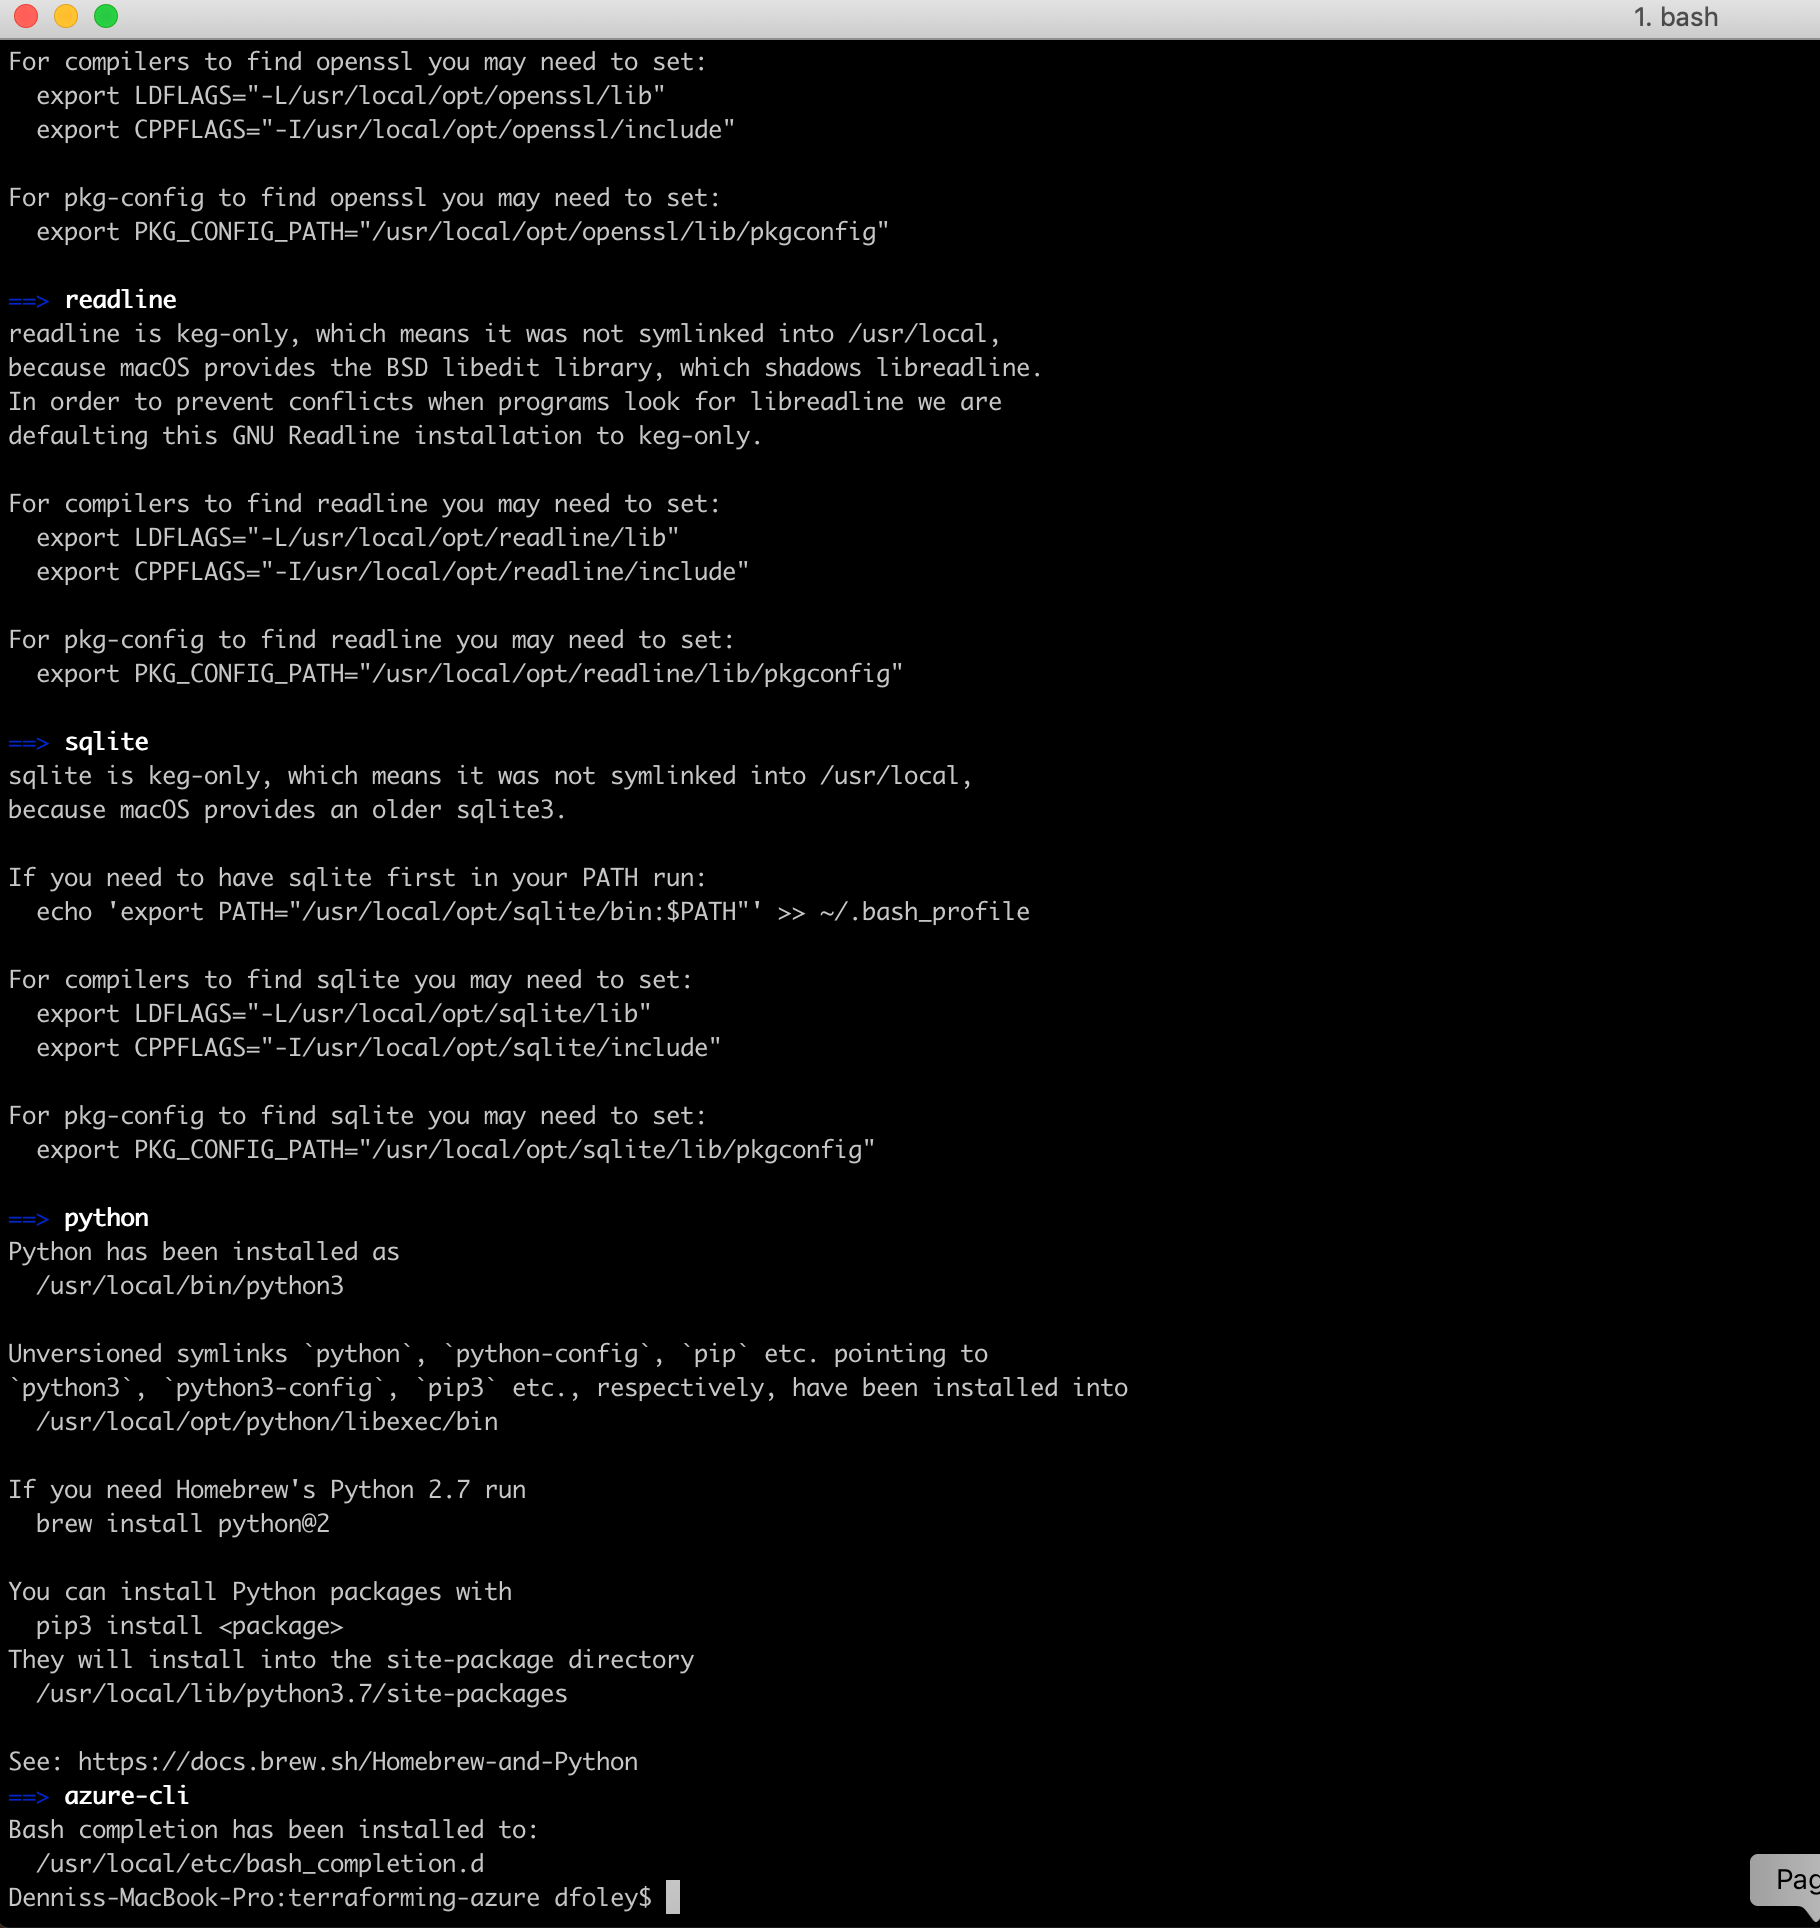 1. bash
For compilers to find openssl you may need to set:
  export LDFLAGS="-L/usr/local/opt/openssl/lib"
  export CPPFLAGS="-I/usr/local/opt/openssl/include"

For pkg-config to find openssl you may need to set:
  export PKG_CONFIG_PATH="/usr/local/opt/openssl/lib/pkgconfig"

==> readline
readline is keg-only, which means it was not symlinked into /usr/local,
because macOS provides the BSD libedit library, which shadows libreadline.
In order to prevent conflicts when programs look for libreadline we are
defaulting this GNU Readline installation to keg-only.

For compilers to find readline you may need to set:
  export LDFLAGS="-L/usr/local/opt/readline/lib"
  export CPPFLAGS="-I/usr/local/opt/readline/include"

For pkg-config to find readline you may need to set:
  export PKG_CONFIG_PATH="/usr/local/opt/readline/lib/pkgconfig"

==> sqlite
sqlite is keg-only, which means it was not symlinked into /usr/local,
because macOS provides an older sqlite3.

If you need to have sqlite first in your PATH run:
  echo 'export PATH="/usr/local/opt/sqlite/bin:$PATH"' >> ~/.bash_profile

For compilers to find sqlite you may need to set:
  export LDFLAGS="-L/usr/local/opt/sqlite/lib"
  export CPPFLAGS="-I/usr/local/opt/sqlite/include"

For pkg-config to find sqlite you may need to set:
  export PKG_CONFIG_PATH="/usr/local/opt/sqlite/lib/pkgconfig"

==> python
Python has been installed as
  /usr/local/bin/python3

Unversioned symlinks `python`, `python-config`, `pip` etc. pointing to
`python3`, `python3-config`, `pip3` etc., respectively, have been installed into
  /usr/local/opt/python/libexec/bin

If you need Homebrew's Python 2.7 run
  brew install python@2

You can install Python packages with
  pip3 install <package>
They will install into the site-package directory
  /usr/local/lib/python3.7/site-packages

See: https://docs.brew.sh/Homebrew-and-Python
==> azure-cli
Bash completion has been installed to:
  /usr/local/etc/bash_completion.d
Denniss-MacBook-Pro:terraforming-azure dfoley$